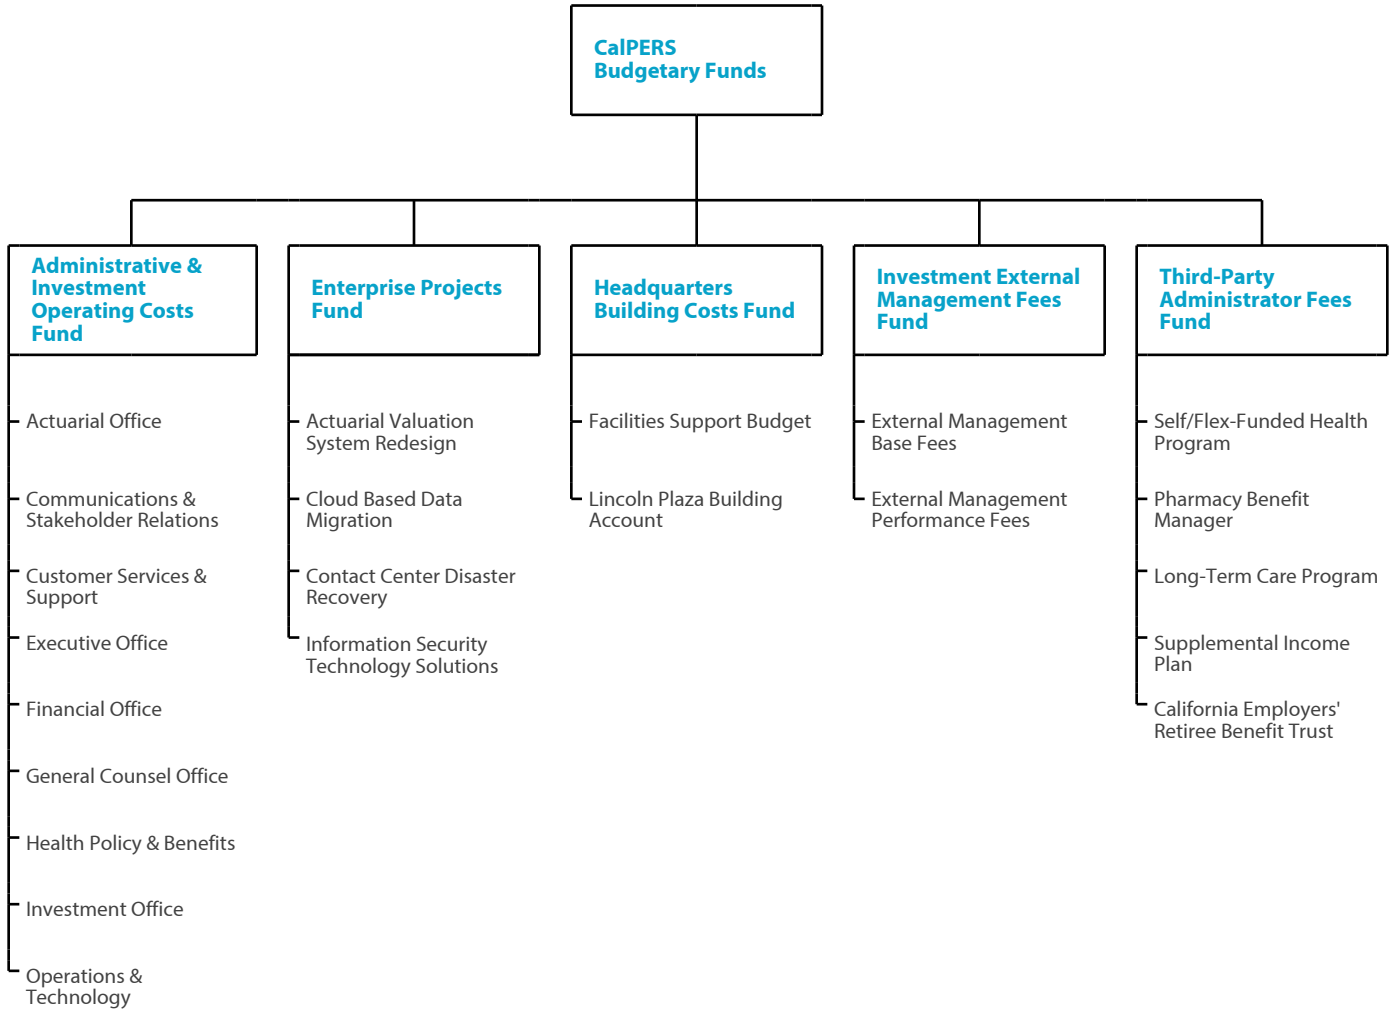 CalPERS
Budgetary Funds
Administrative &
Investment
Operating Costs
Fund
Actuarial Office
Communications &
Stakeholder Relations
Customer Services &
Support
Executive Office
Financial Office
General Counsel Office
Health Policy & Benefits
Investment Office
Operations &
Technology
Enterprise Projects
Fund
Actuarial Valuation
System Redesign
Cloud Based Data
Migration
Contact Center Disaster
Recovery
Information Security
Technology Solutions
Headquarters
Building Costs Fund
Facilities Support Budget
Lincoln Plaza Building
Account
Investment External
Management Fees
Fund
External Management
Base Fees
External Management
Performance Fees
Third-Party
Administrator Fees
Fund
Self/Flex-Funded Health
Program
Pharmacy Benefit
Manager
Long-Term Care Program
Supplemental Income
Plan
California Employers'
Retiree Benefit Trust